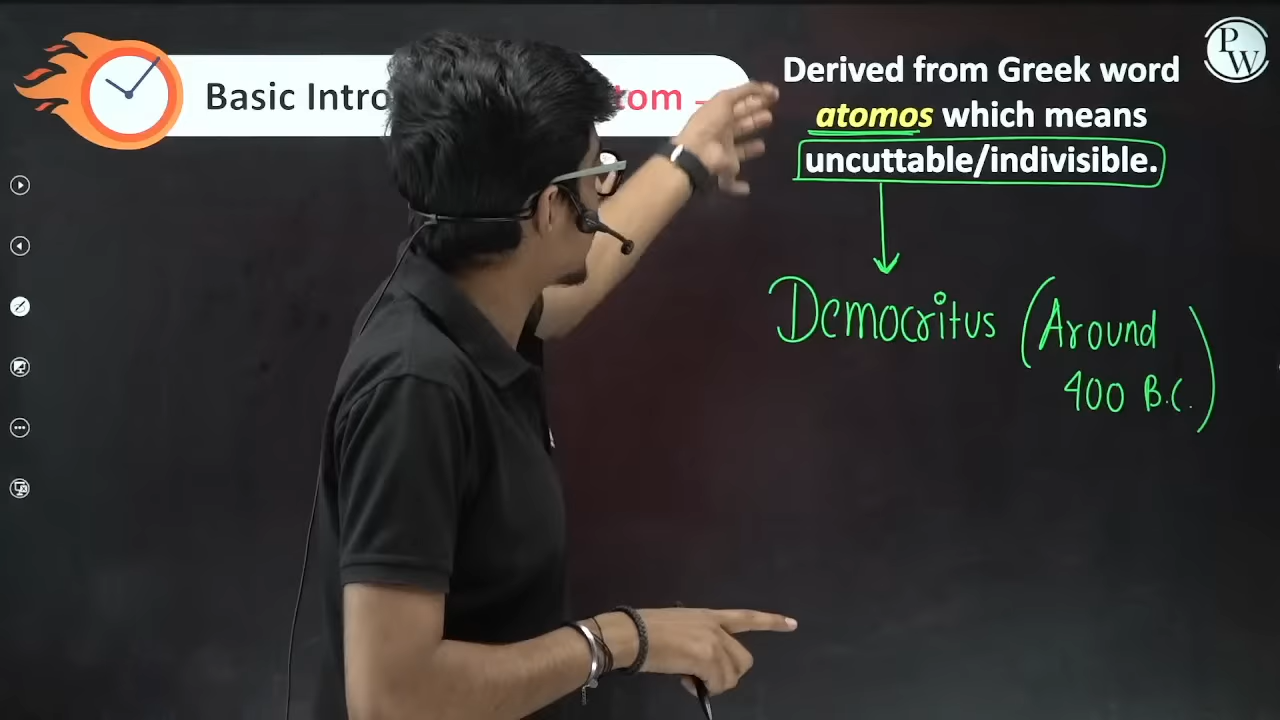 Basic Intro
tom
Derived from Greek word
atomos which means
uncuttable/indivisible.
Democritus (Around
400 B.C.)
PW